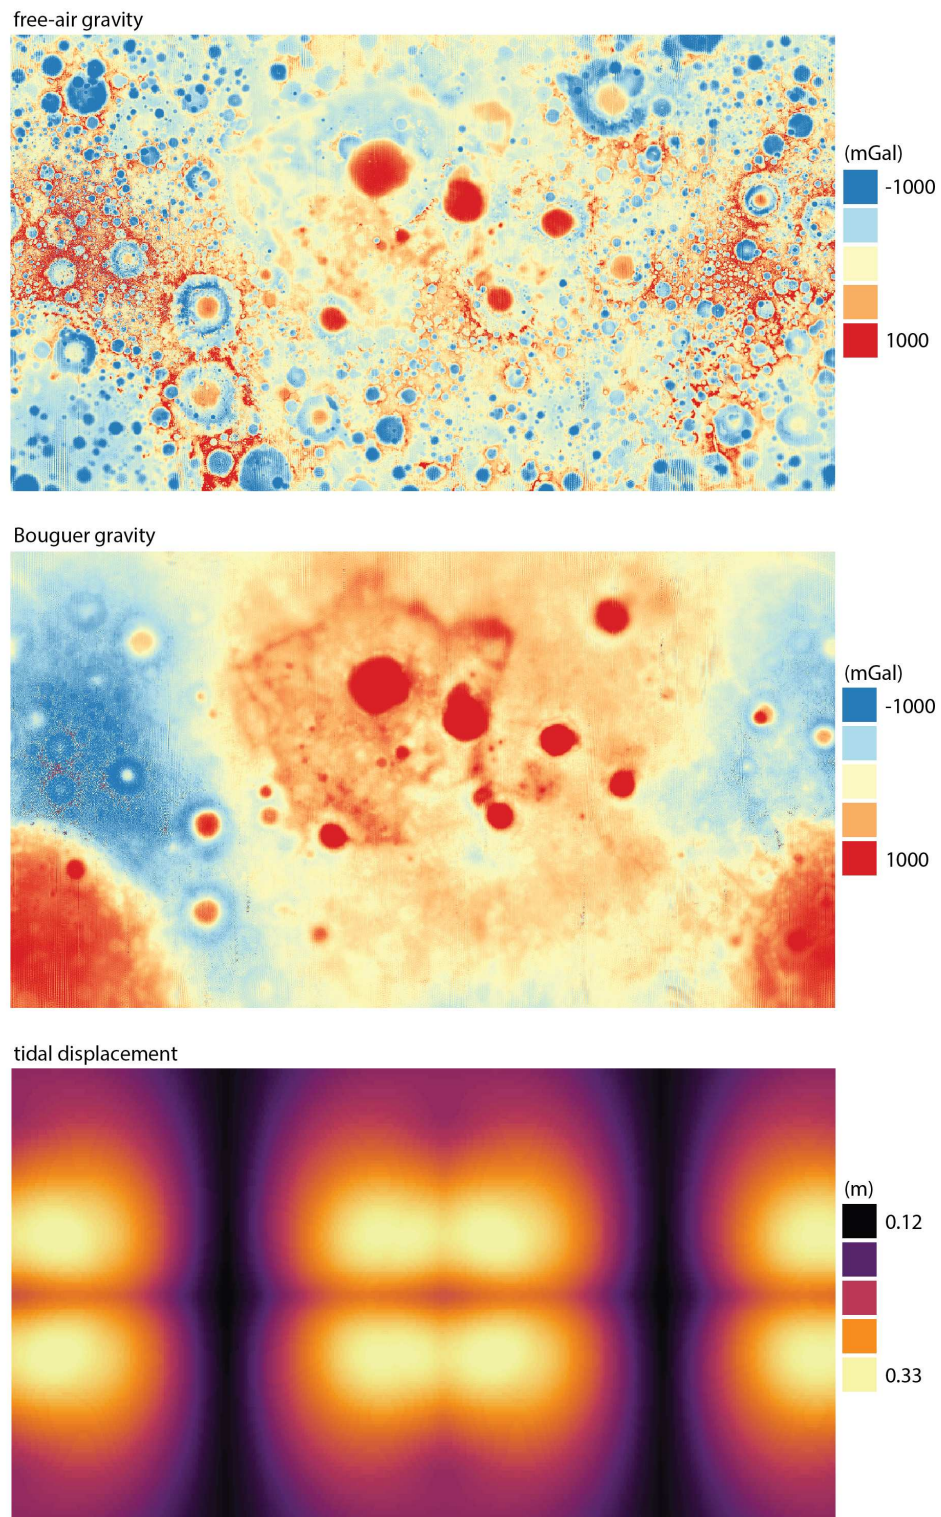 free-air gravity
(mGal)
-1000
1000
Bouguer gravity
(mGal)
-1000
1000
tidal displacement
(m)
0.12
0.33